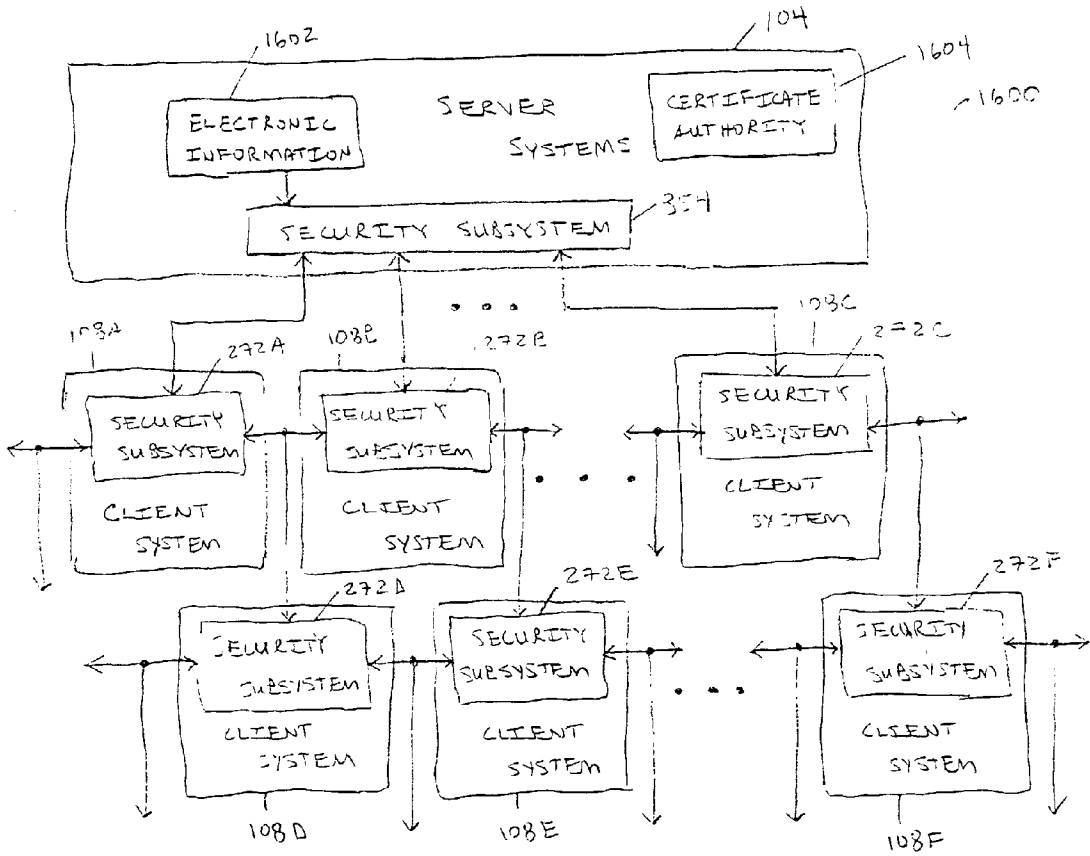 1602
104
1604
1600
ELECTRONIC
INFORMATION
SERVER
SYSTEMS
CERTIFICATE
AUTHORITY
354
SECURITY SUBSYSTEM
108A
272A
108B
272B
108C
272C
SECURITY
SUBSYSTEM
SECURITY
SUBSYSTEM
SECURITY
SUBSYSTEM
CLIENT
SYSTEM
CLIENT
SYSTEM
CLIENT
SYSTEM
272D
272E
272F
SECURITY
SUBSYSTEM
SECURITY
SUBSYSTEM
SECURITY
SUBSYSTEM
CLIENT
SYSTEM
CLIENT
SYSTEM
CLIENT
SYSTEM
108D
108E
108F